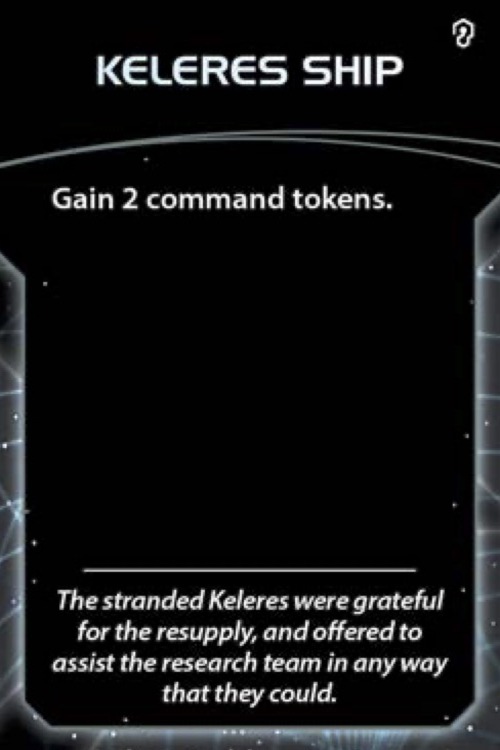 KELERES SHIP
Gain 2 command tokens.
The stranded Keleres were grateful
for the resupply, and offered to
assist the research team in any way
that they could.